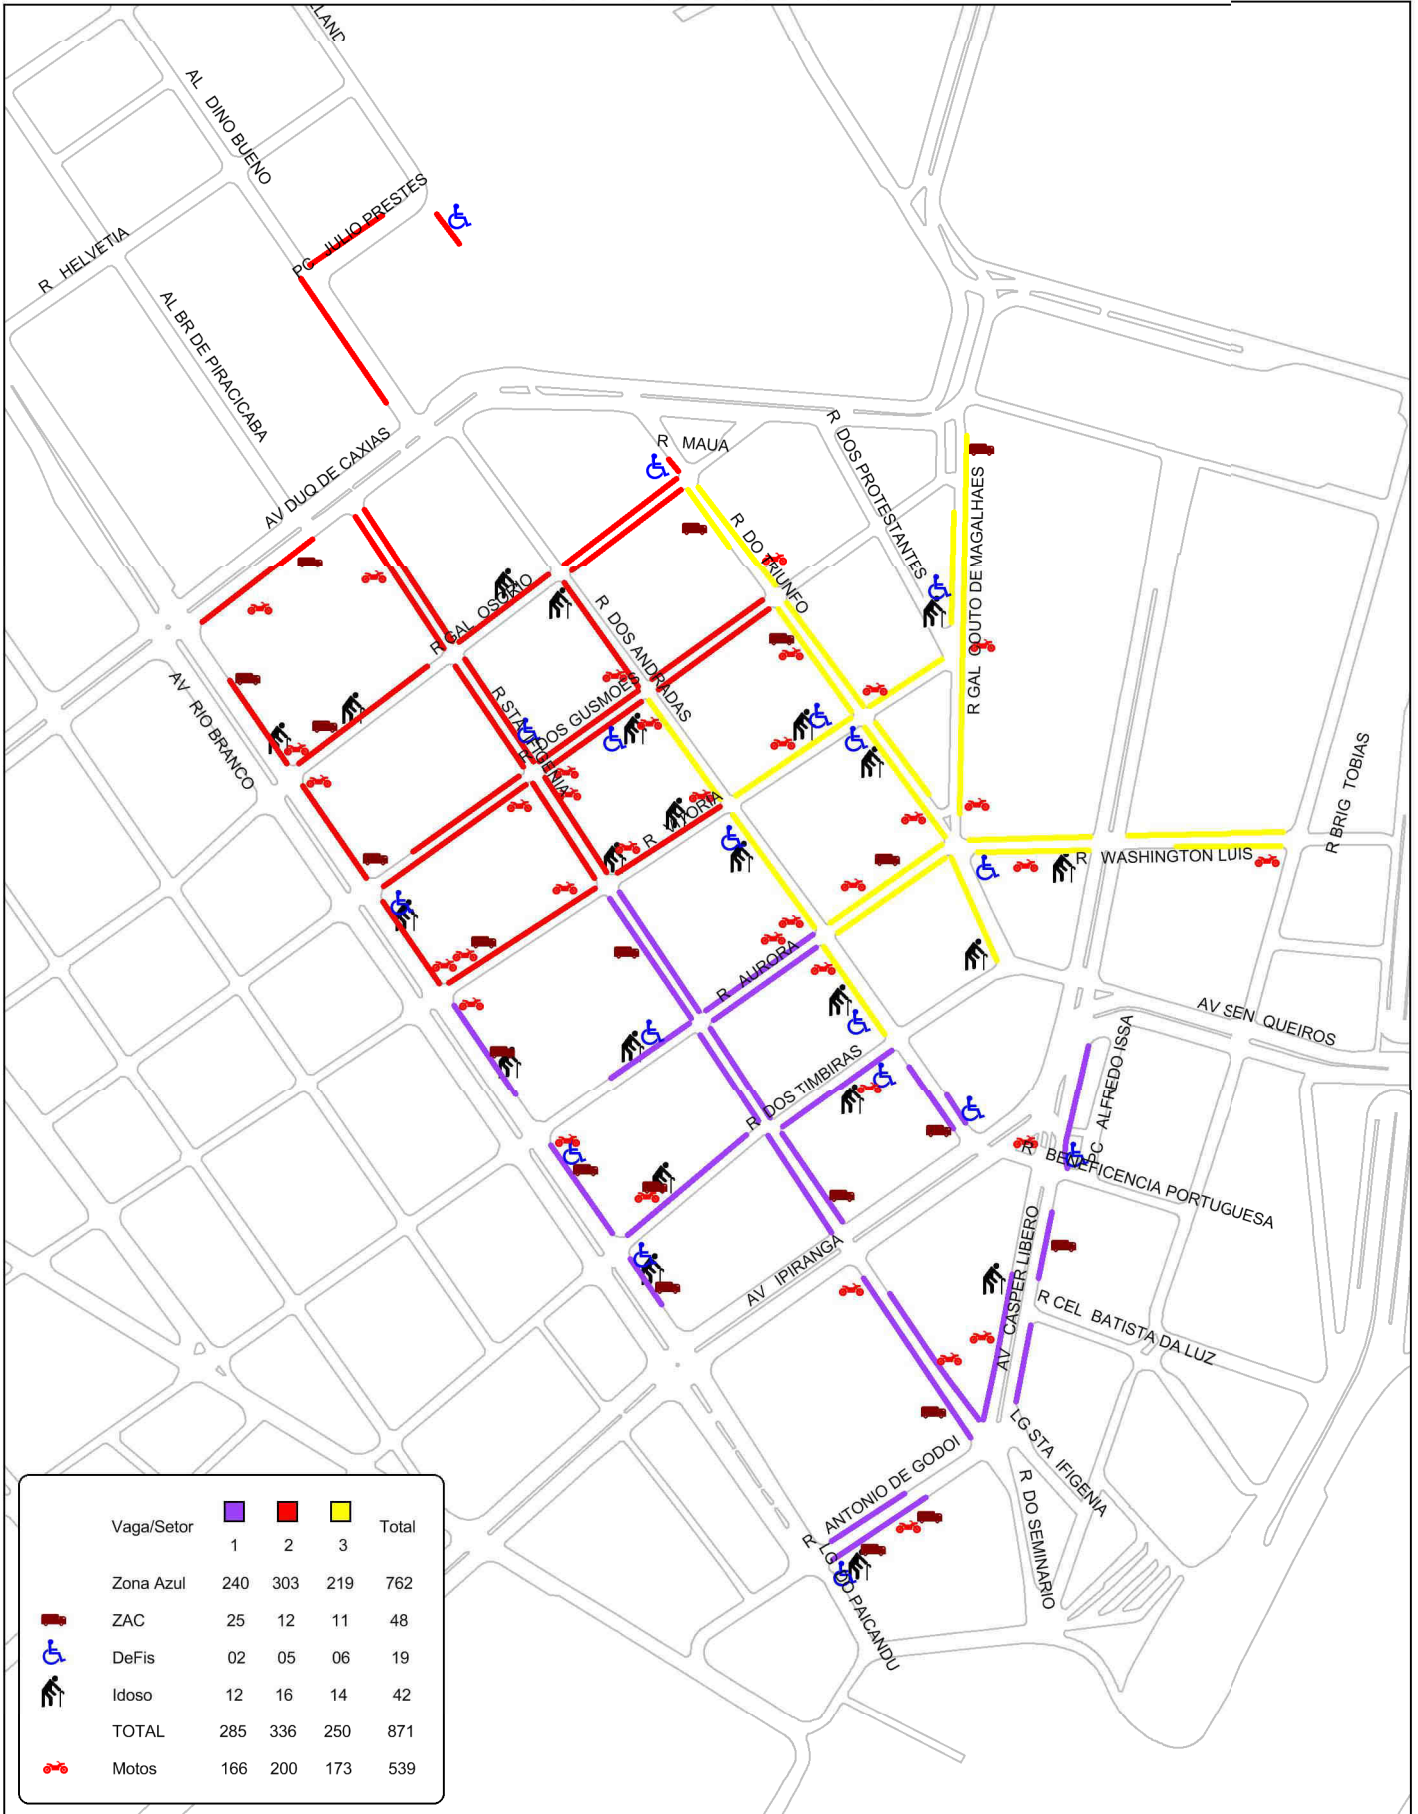 LAND
AL DINO BUENO
PC JULIO PRESTES
R HELVETIA
AL BR DE PIRACICABA
AV DUQ DE CAXIAS
R MAUA
R DOS PROTESTANTES
R DO TRIUNFO
R GAL COUTO DE MAGALHAES
R GAL OSORIO
R DOS ANDRADAS
AV RIO BRANCO
R STA IFIGENIA
R DOS GUSMOES
R VITORIA
R BRIG TOBIAS
R WASHINGTON LUIS
R AURORA
AV SEN QUEIROS
R DOS TIMBIRAS
PC ALFREDO ISSA
R BENEFICENCIA PORTUGUESA
AV IPIRANGA
AV CASPER LIBERO
R CEL BATISTA DA LUZ
LG STA IFIGENIA
R ANTONIO DE GODOI
R DO SEMINARIO
LG DO PAICANDU
Vaga/Setor 1 2 3 Total
Zona Azul 240 303 219 762
ZAC 25 12 11 48
DeFis 02 05 06 19
Idoso 12 16 14 42
TOTAL 285 336 250 871
Motos 166 200 173 539